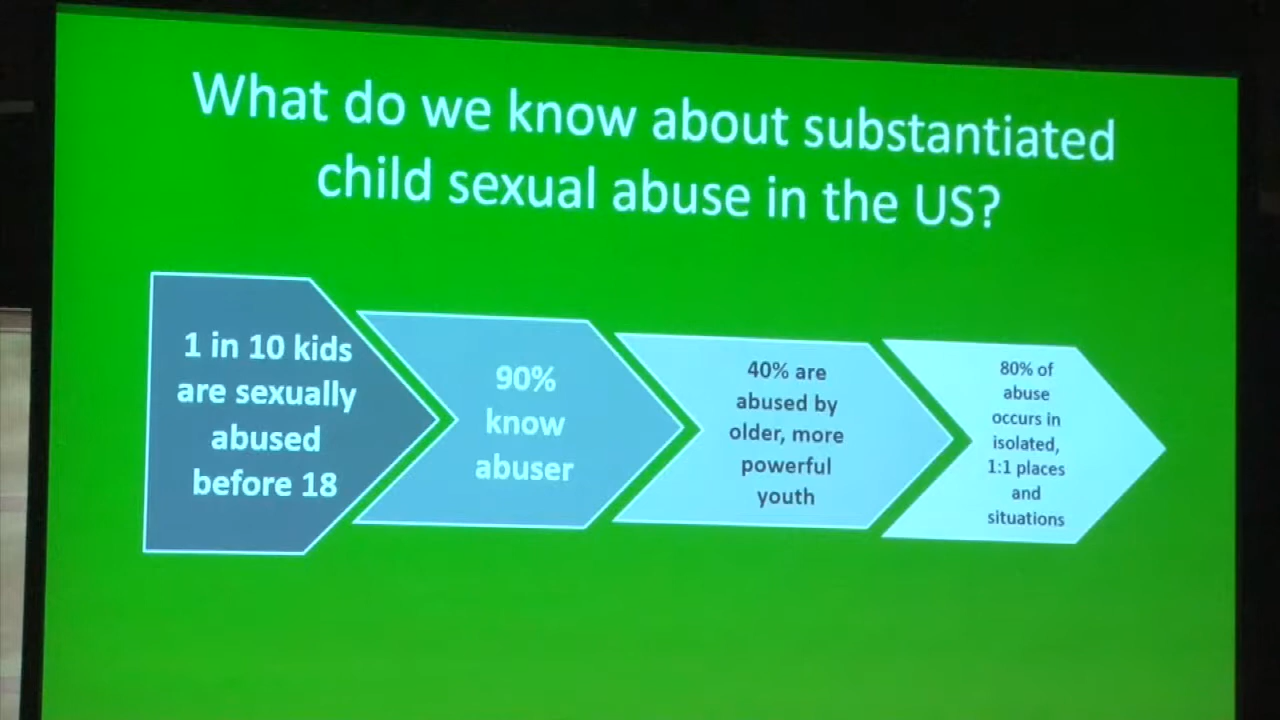 What do we know about substantiated
child sexual abuse in the US?
1 in 10 kids
are sexually
abused
before 18
90%
know
abuser
40% are
abused by
older, more
powerful
youth
80% of
abuse
occurs in
isolated,
1:1 places
and
situations